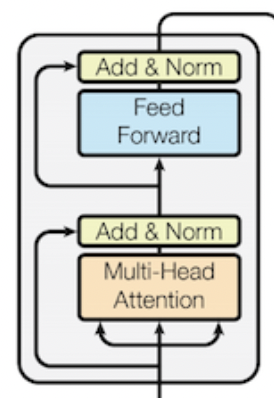 Add & Norm
Feed
Forward
Add & Norm
Multi-Head
Attention